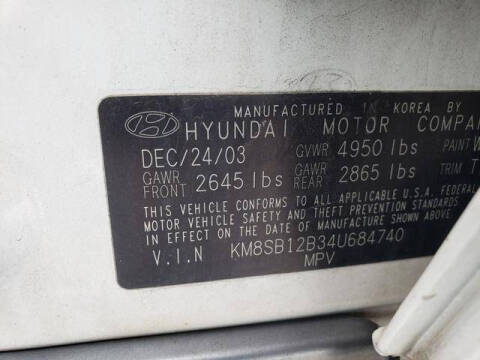 MANUFACTURED IN KOREA BY
HYUNDAI MOTOR COMPA
DEC/24/03 GVWR 4950 lbs PAINT W
GAWR FRONT 2645 lbs GAWR REAR 2865 lbs TRIM T
THIS VEHICLE CONFORMS TO ALL APPLICABLE U.S.A. FEDERAL
MOTOR VEHICLE SAFETY AND THEFT PREVENTION STANDARDS
IN EFFECT ON THE DATE OF MANUFACTURE SHOWN ABOVE.
V.I.N KM8SB12B34U684740
MPV